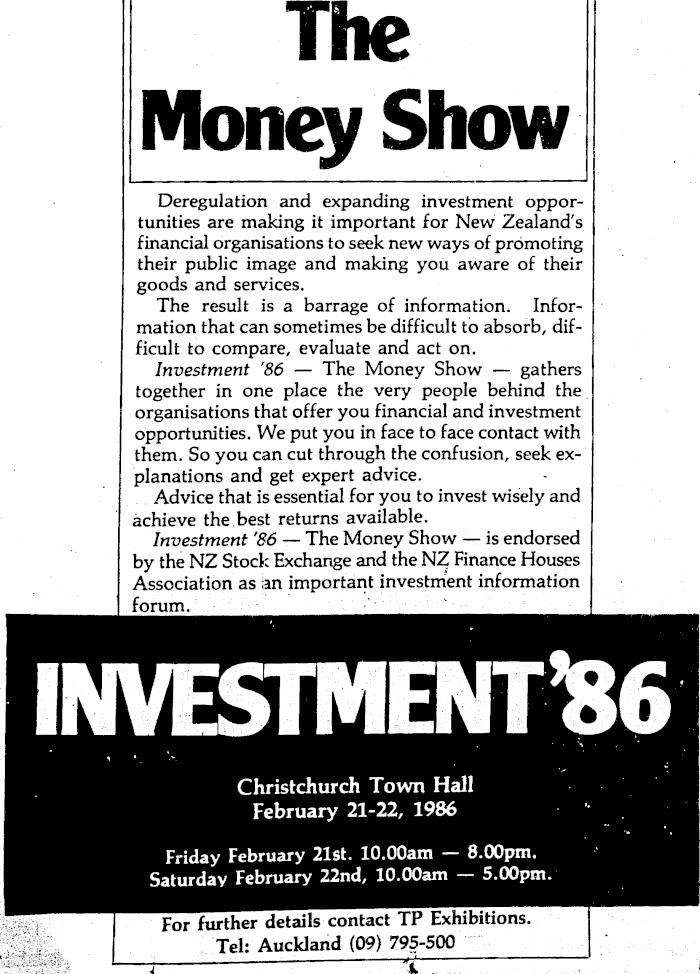 The
Money Show
Deregulation and expanding investment oppor-
tunities are making it important for New Zealand's
financial organisations to seek new ways of promoting
their public image and making you aware of their
goods and services.
The result is a barrage of information. Infor-
mation that can sometimes be difficult to absorb, dif-
ficult to compare, evaluate and act on.
Investment '86 — The Money Show — gathers
together in one place the very people behind the
organisations that offer you financial and investment
opportunities. We put you in face to face contact with
them. So you can cut through the confusion, seek ex-
planations and get expert advice.
Advice that is essential for you to invest wisely and
achieve the best returns available.
Investment '86 — The Money Show — is endorsed
by the NZ Stock Exchange and the NZ Finance Houses
Association as an important investment information
forum.
INVESTMENT '86
Christchurch Town Hall
February 21-22, 1986
Friday February 21st. 10.00am — 8.00pm.
Saturday February 22nd, 10.00am — 5.00pm.
For further details contact TP Exhibitions.
Tel: Auckland (09) 795-500